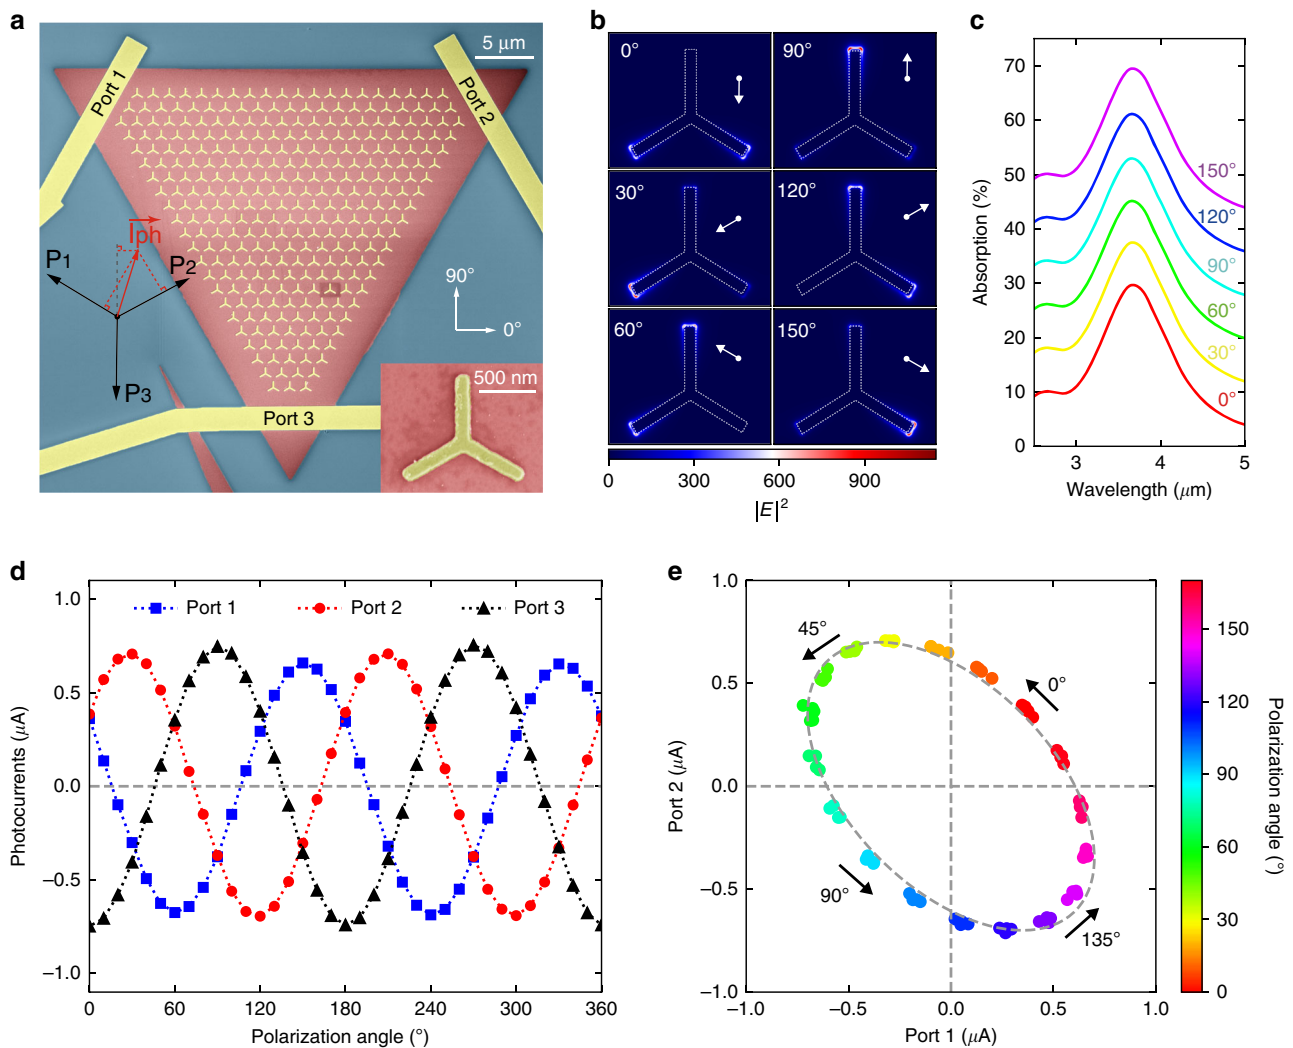 a
5 μm
Port 1
Port 2
Iph
P1
P2
P3
90°
0°
Port 3
500 nm
b
0°
90°
30°
120°
60°
150°
0
300
600
900
|E|2
c
Absorption (%)
70
60
50
40
30
20
10
0
150°
120°
90°
60°
30°
0°
3
4
5
Wavelength (μm)
d
Photocurrents (μA)
1.0
0.5
0.0
−0.5
−1.0
Port 1
Port 2
Port 3
0
60
120
180
240
300
360
Polarization angle (°)
e
Port 2 (μA)
1.0
0.5
0.0
−0.5
−1.0
45°
0°
90°
135°
−1.0
−0.5
0.0
0.5
1.0
Port 1 (μA)
150
120
90
60
30
0
Polarization angle (°)